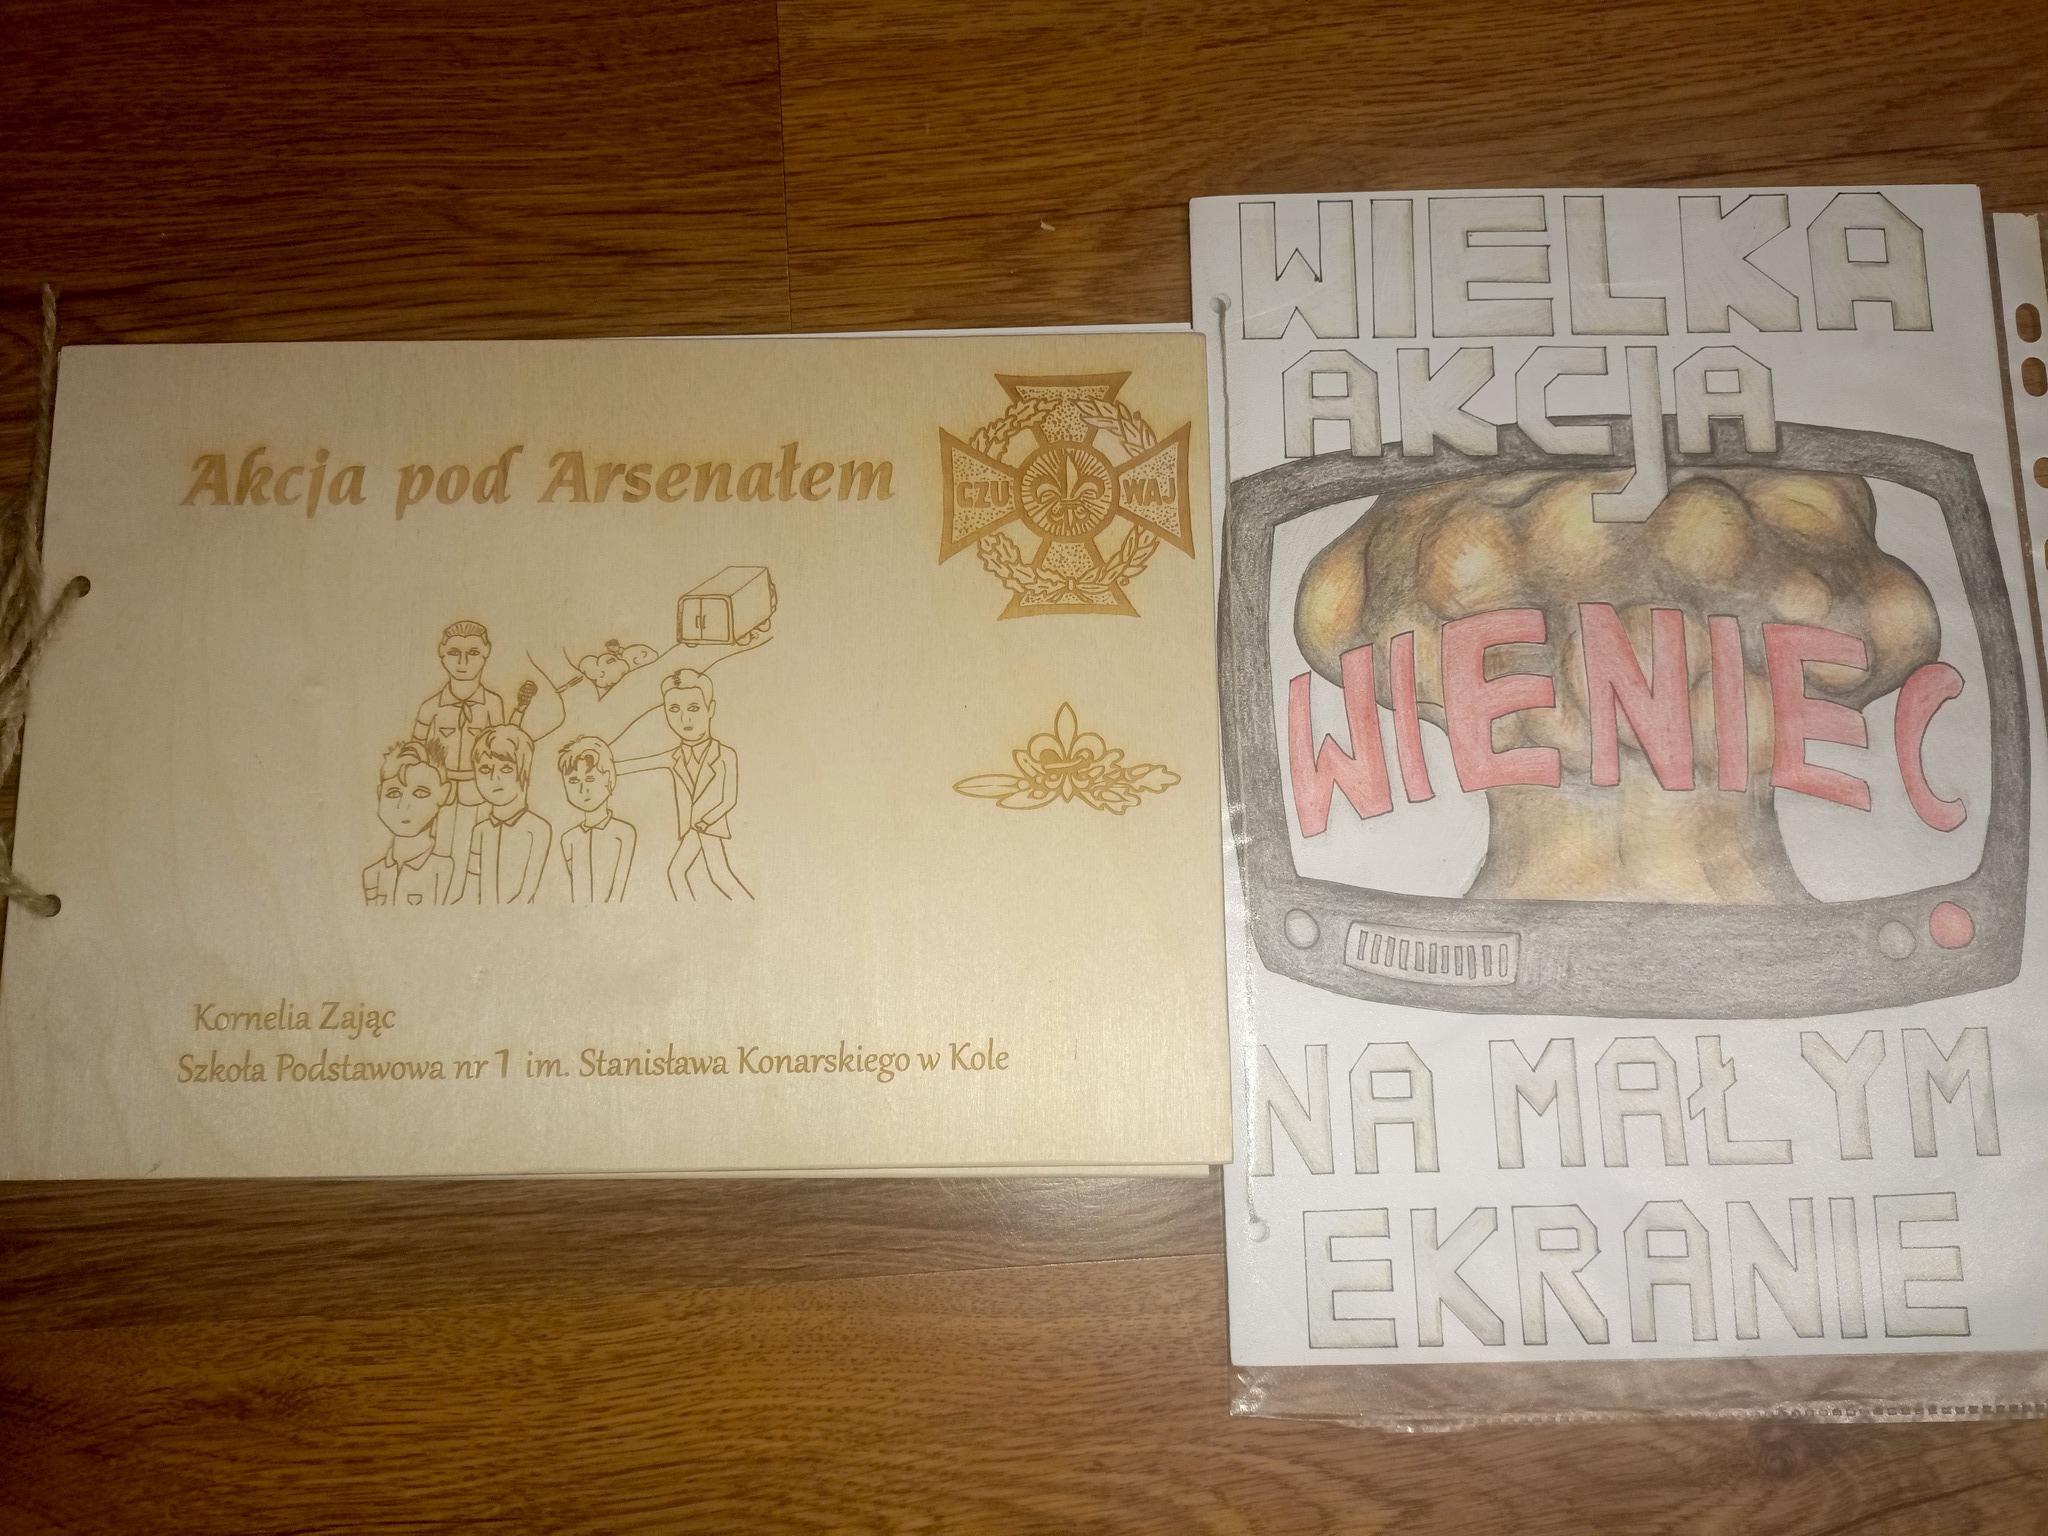 Akcja pod Arsenałem
CZU WAJ
Kornelia Zając
Szkoła Podstawowa nr 1 im. Stanisława Konarskiego w Kole
WIELKA
AKCJA
WIENIEC
NA MAŁYM
EKRANIE